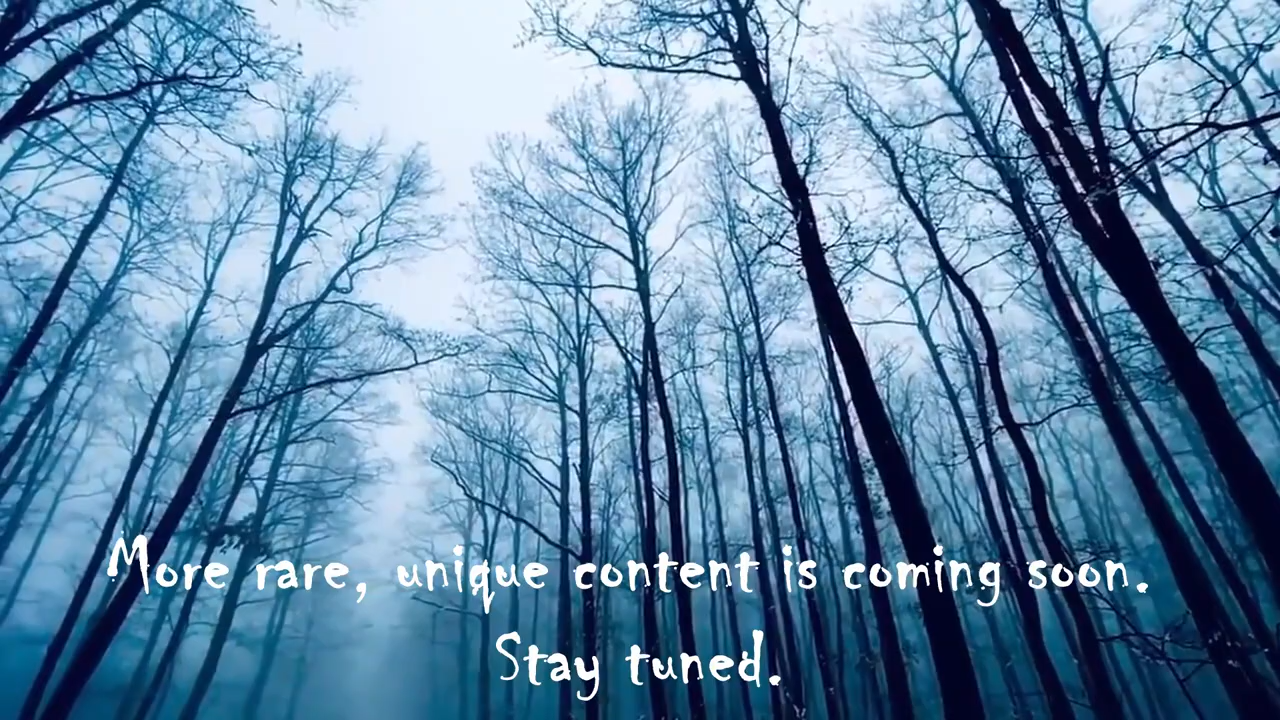 More rare, unique content is coming soon.
Stay tuned.